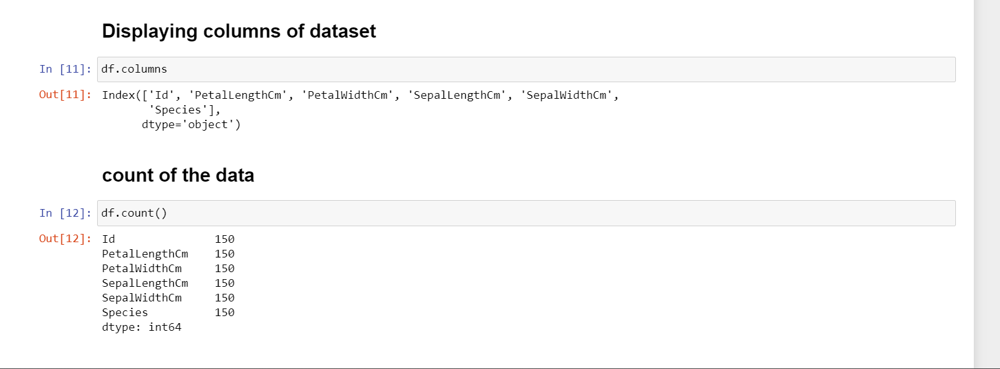 Displaying columns of dataset
In [11]: df.columns
Out[11]: Index(['Id', 'PetalLengthCm', 'PetalWidthCm', 'SepalLengthCm', 'SepalWidthCm',
'Species'],
dtype='object')
count of the data
In [12]: df.count()
Out[12]: Id 150
PetalLengthCm 150
PetalWidthCm 150
SepalLengthCm 150
SepalWidthCm 150
Species 150
dtype: int64